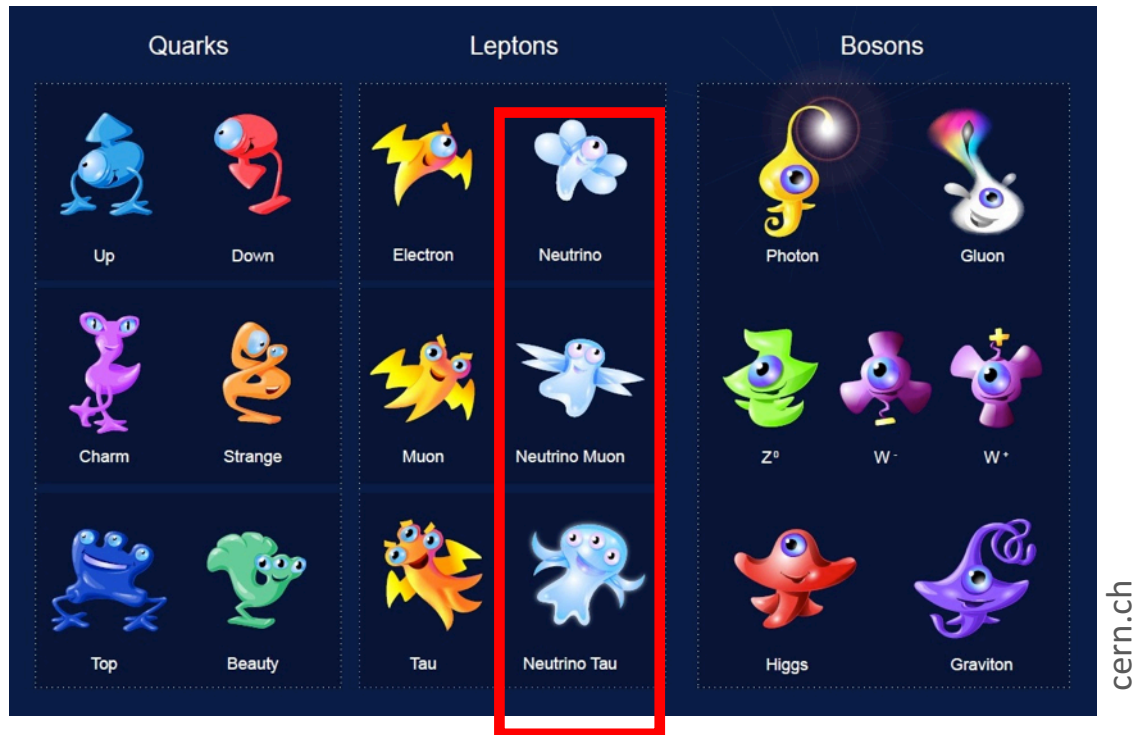 Quarks
Leptons
Bosons
Up
Down
Electron
Neutrino
Photon
Gluon
Charm
Strange
Muon
Neutrino Muon
Z⁰
W⁻
W⁺
Top
Beauty
Tau
Neutrino Tau
Higgs
Graviton
cern.ch